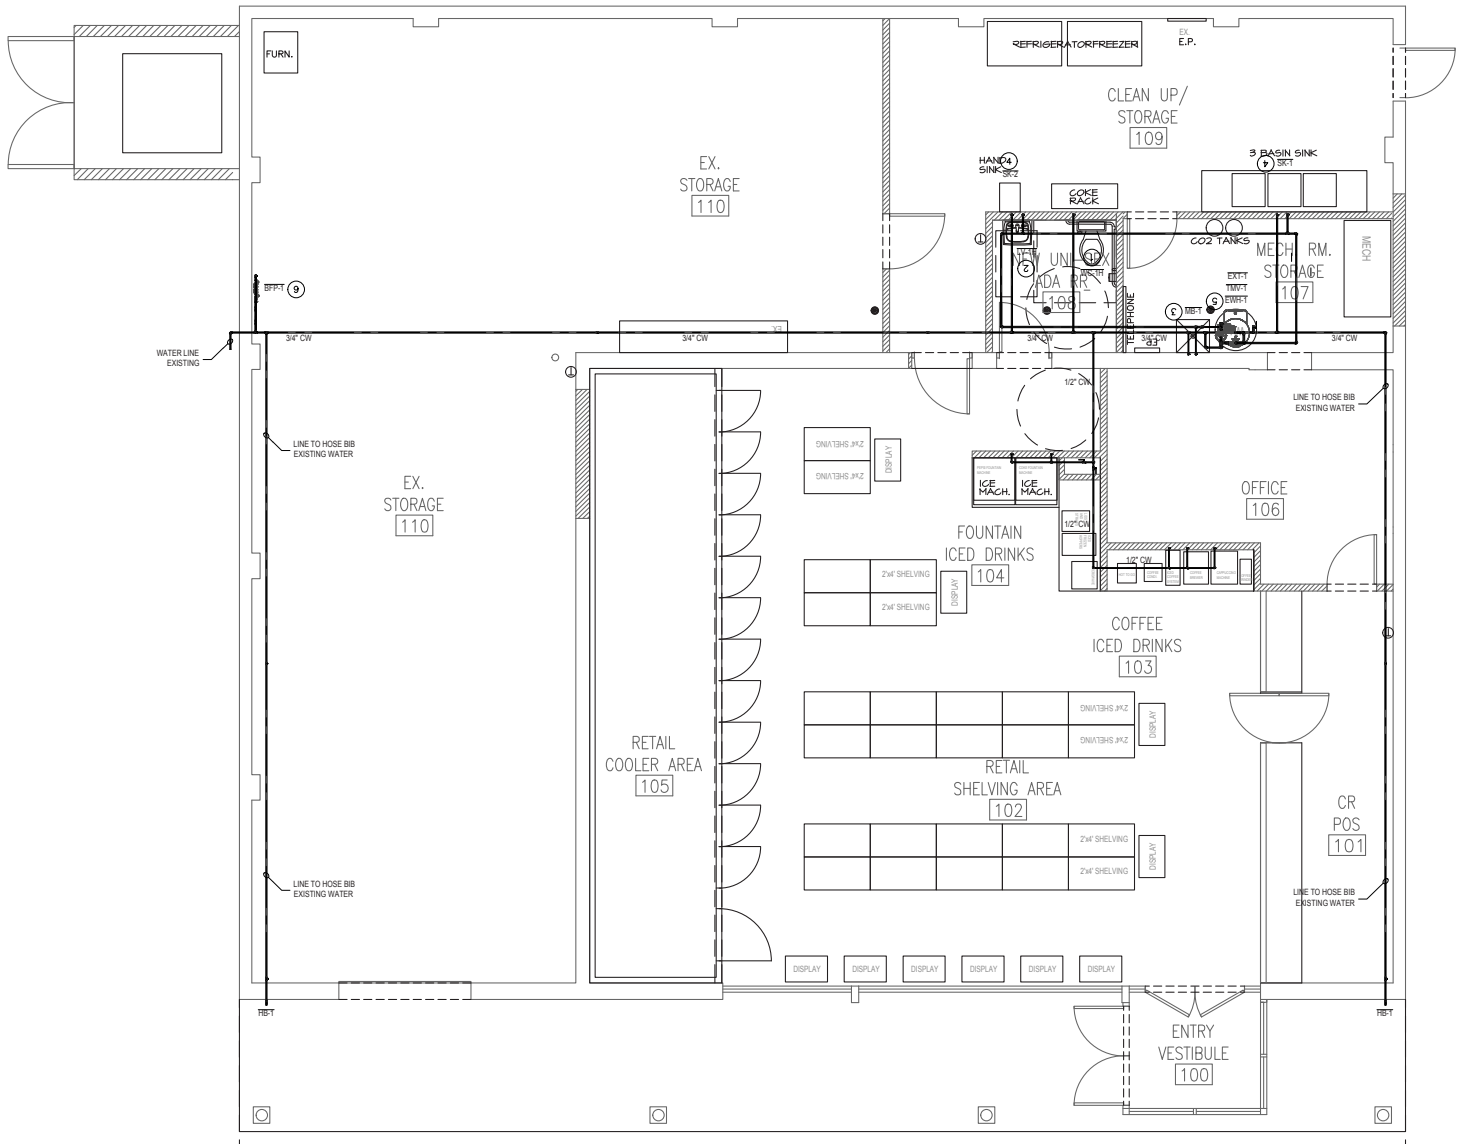 FURN.
REFRIGERATOR
FREEZER
EX.
E.P.
CLEAN UP/
STORAGE
109
EX.
STORAGE
110
HAND
SINK
4
SK-2
COKE
RACK
3 BASIN SINK
4
SK-1
CO2 TANKS
MECH. RM.
STORAGE
107
MECH
NEW UNI-SEX
ADA RR
108
2
WC-1H
TELEPHONE
EP
EXT-1
TMV-1
EWH-1
5
3
MB-1
BFP-1
6
T
EX.
WATER LINE
EXISTING
3/4" CW
3/4" CW
3/4" CW
3/4" CW
3/4" CW
T
1/2" CW
LINE TO HOSE BIB
EXISTING WATER
LINE TO HOSE BIB
EXISTING WATER
2'x4' SHELVING
2'x4' SHELVING
DISPLAY
ICE
MACH.
ICE
MACH.
EX.
STORAGE
110
OFFICE
106
FOUNTAIN
ICED DRINKS
104
1/2" CW
1/2" CW
2'x4' SHELVING
2'x4' SHELVING
DISPLAY
COFFEE
ICED DRINKS
103
T
2'x4' SHELVING
2'x4' SHELVING
DISPLAY
RETAIL
COOLER AREA
105
RETAIL
SHELVING AREA
102
CR
POS
101
2'x4' SHELVING
2'x4' SHELVING
DISPLAY
LINE TO HOSE BIB
EXISTING WATER
LINE TO HOSE BIB
EXISTING WATER
DISPLAY
DISPLAY
DISPLAY
DISPLAY
DISPLAY
DISPLAY
HB-1
HB-1
ENTRY
VESTIBULE
100